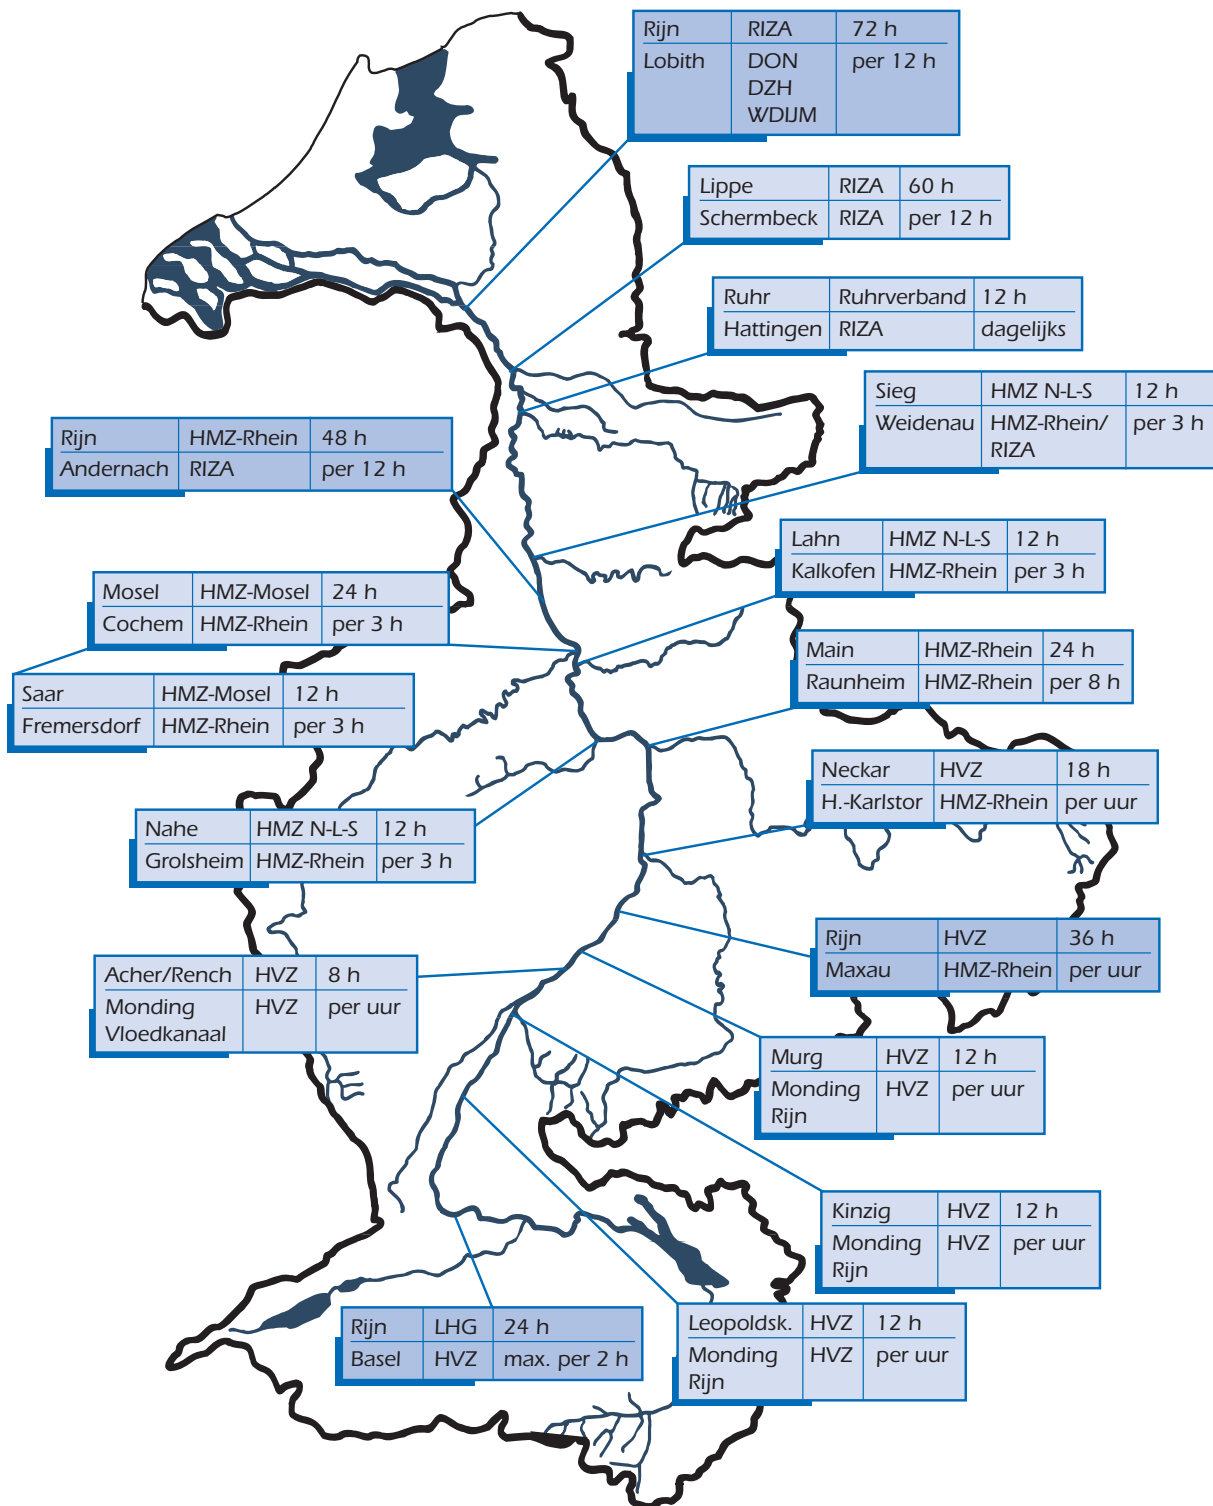 Rijn RIZA 72 h
Lobith DON per 12 h
DZH
WDIJM
Lippe RIZA 60 h
Schermbeck RIZA per 12 h
Ruhr Ruhrverband 12 h
Hattingen RIZA dagelijks
Sieg HMZ N-L-S 12 h
Weidenau HMZ-Rhein/ per 3 h
RIZA
Rijn HMZ-Rhein 48 h
Andernach RIZA per 12 h
Lahn HMZ N-L-S 12 h
Kalkofen HMZ-Rhein per 3 h
Mosel HMZ-Mosel 24 h
Cochem HMZ-Rhein per 3 h
Main HMZ-Rhein 24 h
Raunheim HMZ-Rhein per 8 h
Saar HMZ-Mosel 12 h
Fremersdorf HMZ-Rhein per 3 h
Neckar HVZ 18 h
H.-Karlstor HMZ-Rhein per uur
Nahe HMZ N-L-S 12 h
Grolsheim HMZ-Rhein per 3 h
Rijn HVZ 36 h
Maxau HMZ-Rhein per uur
Acher/Rench HVZ 8 h
Monding HVZ per uur
Vloedkanaal
Murg HVZ 12 h
Monding HVZ per uur
Rijn
Kinzig HVZ 12 h
Monding HVZ per uur
Rijn
Rijn LHG 24 h
Basel HVZ max. per 2 h
Leopoldsk. HVZ 12 h
Monding HVZ per uur
Rijn